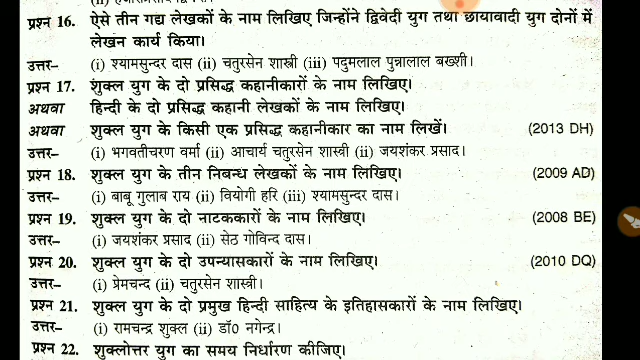 प्रश्न 16. ऐसे तीन गद्य लेखकों के नाम लिखिए जिन्होंने द्विवेदी युग तथा छायावादी युग दोनों में
लेखन कार्य किया।
उत्तर– (i) श्यामसुन्दर दास (ii) चतुरसेन शास्त्री (iii) पदुमलाल पुन्नालाल बख्शी।
प्रश्न 17. शुक्ल युग के दो प्रसिद्ध कहानीकारों के नाम लिखिए।
अथवा हिन्दी के दो प्रसिद्ध कहानी लेखकों के नाम लिखिए।
अथवा शुक्ल युग के किसी एक प्रसिद्ध कहानीकार का नाम लिखें। (2013 DH)
उत्तर– (i) भगवतीचरण वर्मा (ii) आचार्य चतुरसेन शास्त्री (ii) जयशंकर प्रसाद।
प्रश्न 18. शुक्ल युग के तीन निबन्ध लेखकों के नाम लिखिए। (2009 AD)
उत्तर– (i) बाबू गुलाब राय (ii) वियोगी हरि (iii) श्यामसुन्दर दास।
प्रश्न 19. शुक्ल युग के दो नाटककारों के नाम लिखिए। (2008 BE)
उत्तर– (i) जयशंकर प्रसाद (ii) सेठ गोविन्द दास।
प्रश्न 20. शुक्ल युग के दो उपन्यासकारों के नाम लिखिए। (2010 DQ)
उत्तर– (i) प्रेमचन्द (ii) चतुरसेन शास्त्री।
प्रश्न 21. शुक्ल युग के दो प्रमुख हिन्दी साहित्य के इतिहासकारों के नाम लिखिए।
उत्तर– (i) रामचन्द्र शुक्ल (ii) डॉ0 नगेन्द्र।
प्रश्न 22. शुक्लोत्तर युग का समय निर्धारण कीजिए।